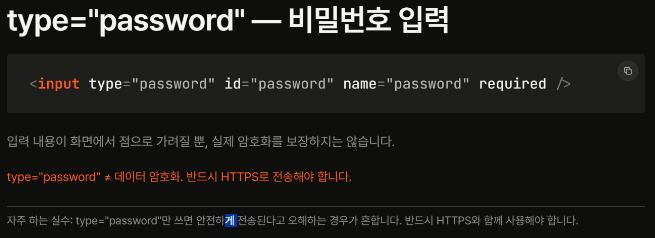 type="password" — 비밀번호 입력
<input type="password" id="password" name="password" required />
입력 내용이 화면에서 점으로 가려질 뿐, 실제 암호화를 보장하지는 않습니다.
type="password" ≠ 데이터 암호화. 반드시 HTTPS로 전송해야 합니다.
자주 하는 실수: type="password"만 쓰면 안전하게 전송된다고 오해하는 경우가 흔합니다. 반드시 HTTPS와 함께 사용해야 합니다.